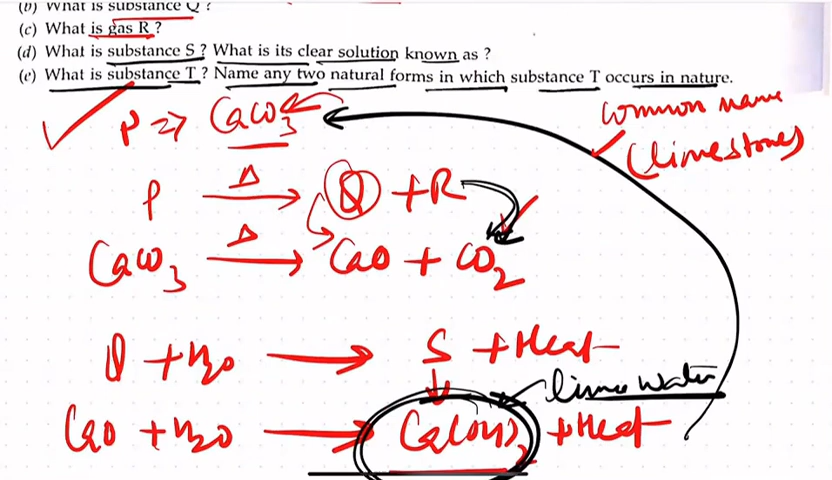 (b) What is substance Q ?
(c) What is gas R ?
(d) What is substance S ? What is its clear solution known as ?
(e) What is substance T ? Name any two natural forms in which substance T occurs in nature.
P => CaCO3
common name
(limestones)
P Δ→ Q + R
CaCO3 Δ→ CaO + CO2
Q + H2O → S + Heat
lime water
CaO + H2O → Ca(OH)2 + Heat